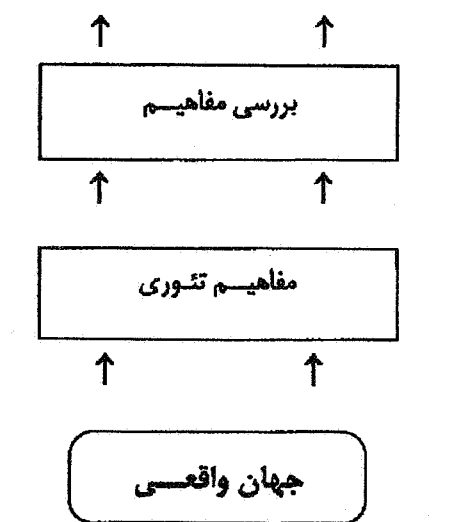 بررسی مفاهیم
مفاهیم تئوری
جهان واقعی